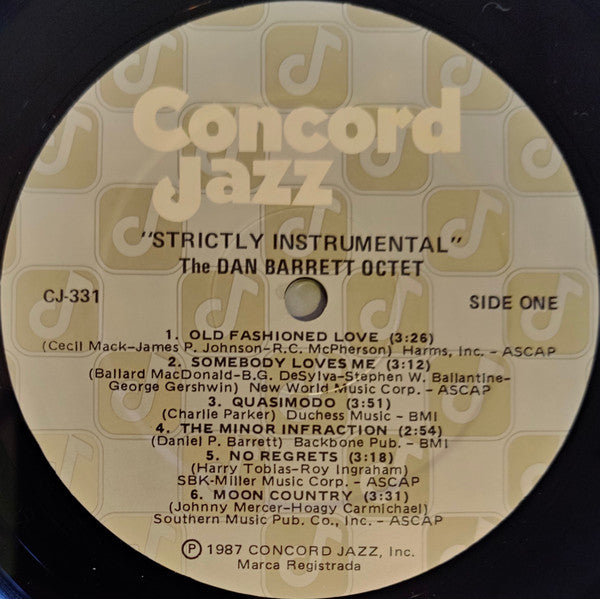 Concord
Jazz
"STRICTLY INSTRUMENTAL"
The DAN BARRETT OCTET
CJ-331
SIDE ONE
1. OLD FASHIONED LOVE (3:26)
(Cecil Mack-James P. Johnson-R.C. McPherson) Harms, Inc. - ASCAP
2. SOMEBODY LOVES ME (3:12)
(Ballard MacDonald-B.G. DeSylva-Stephen W. Ballantine-
George Gershwin) New World Music Corp. - ASCAP
3. QUASIMODO (3:51)
(Charlie Parker) Duchess Music - BMI
4. THE MINOR INFRACTION (2:54)
(Daniel P. Barrett) Backbone Pub. - BMI
5. NO REGRETS (3:18)
(Harry Tobias-Roy Ingraham)
SBK-Miller Music Corp. - ASCAP
6. MOON COUNTRY (3:31)
(Johnny Mercer-Hoagy Carmichael)
Southern Music Pub. Co., Inc. - ASCAP
℗ 1987 CONCORD JAZZ, Inc.
Marca Registrada